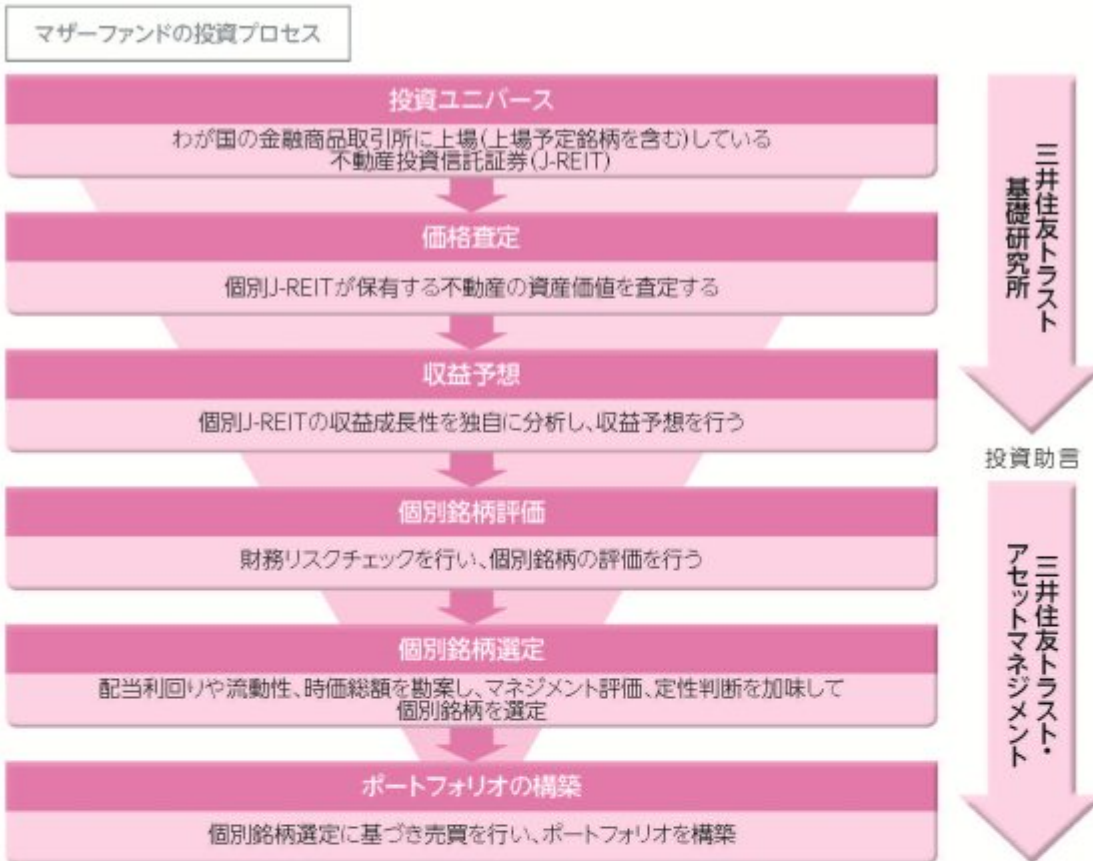 マザーファンドの投資プロセス
投資ユニバース
わが国の金融商品取引所に上場(上場予定銘柄を含む)している
不動産投資信託証券(J-REIT)
価格査定
個別J-REITが保有する不動産の資産価値を査定する
収益予想
個別J-REITの収益成長性を独自に分析し、収益予想を行う
個別銘柄評価
財務リスクチェックを行い、個別銘柄の評価を行う
個別銘柄選定
配当利回りや流動性、時価総額を勘案し、マネジメント評価、定性判断を加味して
個別銘柄を選定
ポートフォリオの構築
個別銘柄選定に基づき売買を行い、ポートフォリオを構築
三井住友トラスト
基礎研究所
投資助言
三井住友トラスト・
アセットマネジメント